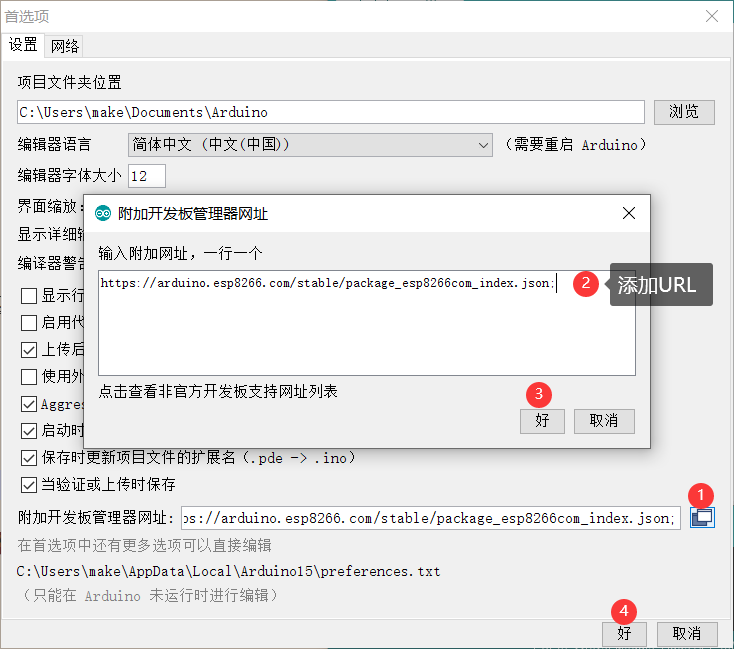 首选项
设置 网络
项目文件夹位置
C:\Users\make\Documents\Arduino 浏览
编辑器语言 简体中文 (中文(中国)) （需要重启 Arduino）
编辑器字体大小 12
界面缩放:
显示详细
编译器警
显示行
启用代
上传后
使用外
Aggres
启动时
附加开发板管理器网址
输入附加网址，一行一个
https://arduino.esp8266.com/stable/package_esp8266com_index.json; 2 添加URL
点击查看非官方开发板支持网址列表
3
好 取消
保存时更新项目文件的扩展名（.pde -> .ino）
当验证或上传时保存
1
附加开发板管理器网址: ps://arduino.esp8266.com/stable/package_esp8266com_index.json;
在首选项中还有更多选项可以直接编辑
C:\Users\make\AppData\Local\Arduino15\preferences.txt
（只能在 Arduino 未运行时进行编辑）
4
好 取消